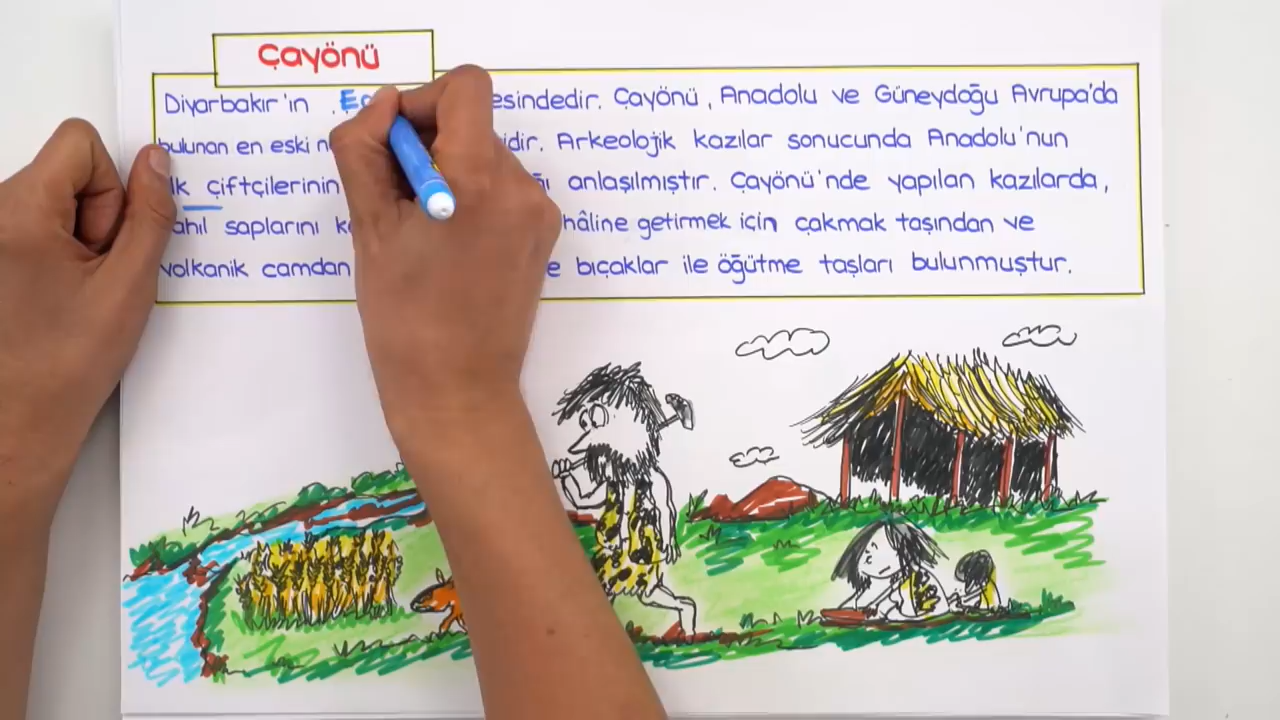 Çayönü
Diyarbakır'ın esindedir. Çayönü, Anadolu ve Güneydoğu Avrupa'da
bulunan en eski idir. Arkeolojik kazılar sonucunda Anadolu'nun
lk çiftçilerinin ğı anlaşılmıştır. Çayönü'nde yapılan kazılarda,
ahıl saplarını hâline getirmek için çakmak taşından ve
volkanik camdan e bıçaklar ile öğütme taşları bulunmuştur.